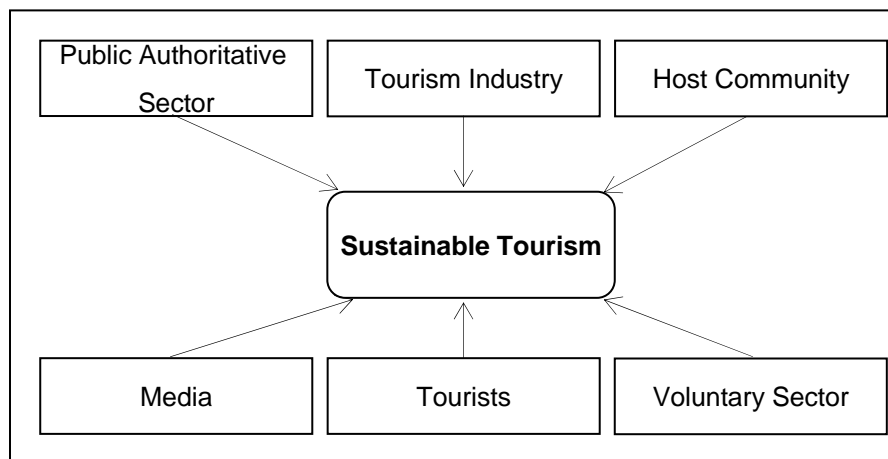 Public Authoritative
Sector
Tourism Industry
Host Community
Sustainable Tourism
Media
Tourists
Voluntary Sector